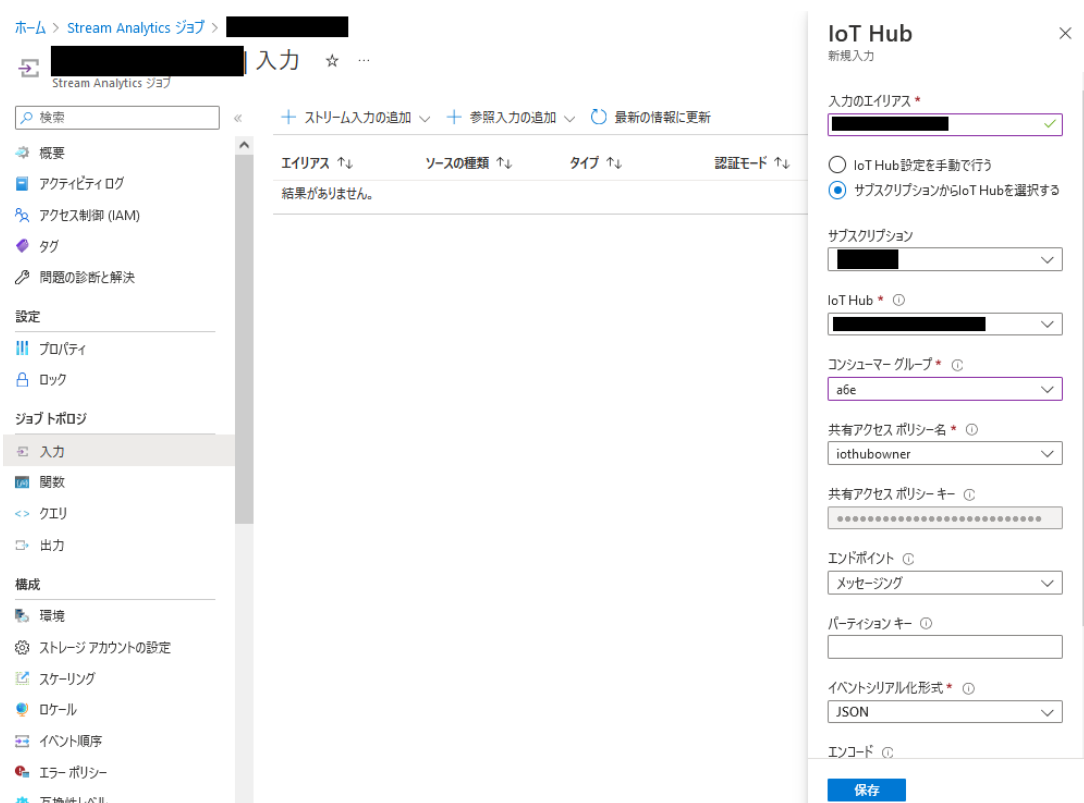 ホーム > Stream Analytics ジョブ >
| 入力 ☆ …
Stream Analytics ジョブ
検索
«
概要
アクティビティ ログ
アクセス制御 (IAM)
タグ
問題の診断と解決
設定
プロパティ
ロック
ジョブ トポロジ
入力
関数
クエリ
出力
構成
環境
ストレージ アカウントの設定
スケーリング
ロケール
イベント順序
エラー ポリシー
互換性レベル
+ ストリーム入力の追加 + 参照入力の追加 最新の情報に更新
エイリアス ↑↓ ソースの種類 ↑↓ タイプ ↑↓ 認証モード ↑↓
結果がありません。
IoT Hub
新規入力
入力のエイリアス *
IoT Hub設定を手動で行う
サブスクリプションからIoT Hubを選択する
サブスクリプション
IoT Hub *
コンシューマー グループ *
a6e
共有アクセス ポリシー名 *
iothubowner
共有アクセス ポリシー キー
••••••••••••••••••••••••••••
エンドポイント
メッセージング
パーティション キー
イベントシリアル化形式 *
JSON
エンコード
保存